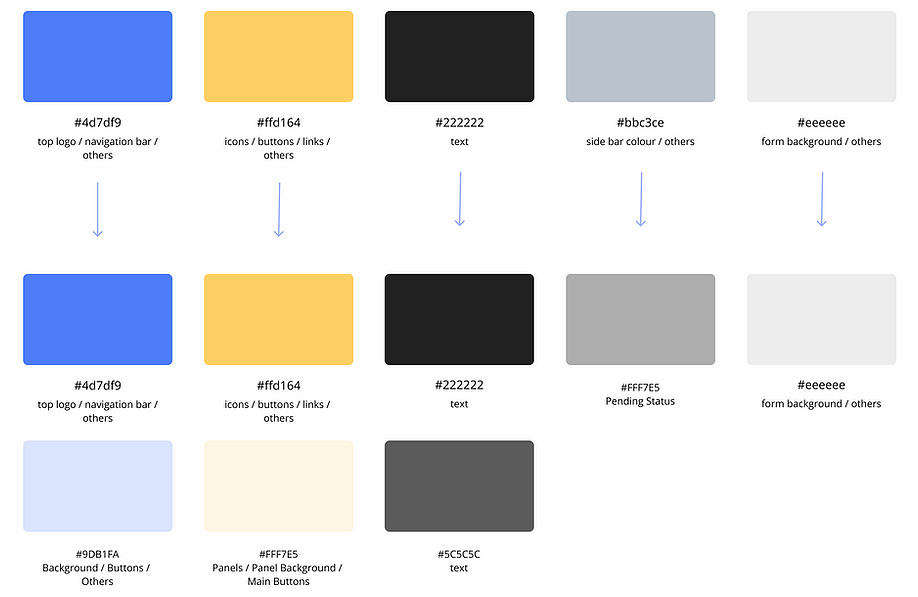 #4d7df9
top logo / navigation bar /
others
#ffd164
icons / buttons / links /
others
#222222
text
#bbc3ce
side bar colour / others
#eeeeee
form background / others
#4d7df9
top logo / navigation bar /
others
#ffd164
icons / buttons / links /
others
#222222
text
#FFF7E5
Pending Status
#eeeeee
form background / others
#9DB1FA
Background / Buttons /
Others
#FFF7E5
Panels / Panel Background /
Main Buttons
#5C5C5C
text